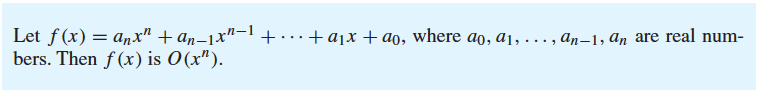 Let f(x) = aₙxⁿ + aₙ₋₁xⁿ⁻¹ + ··· + a₁x + a₀, where a₀, a₁, . . . , aₙ₋₁, aₙ are real num-
bers. Then f(x) is O(xⁿ).